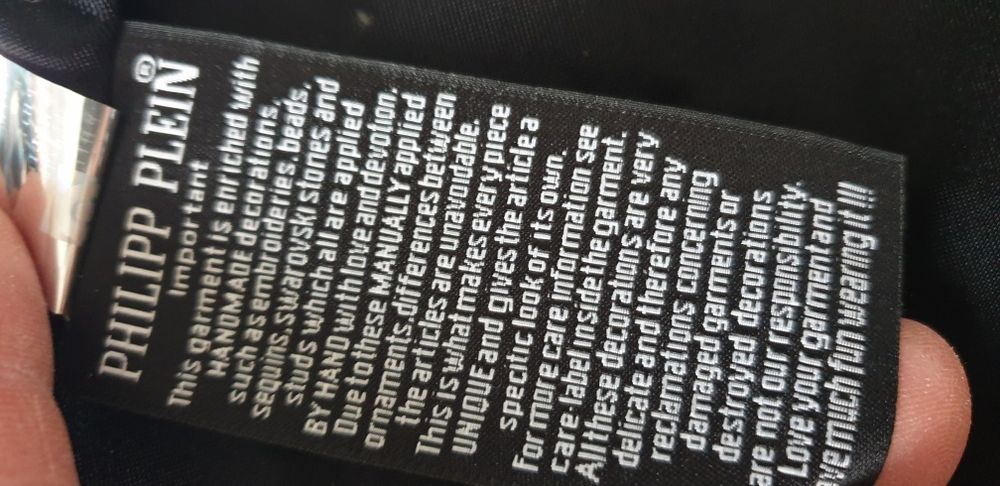 PHILIPP PLEIN®
Important
This garment is enriched with
HANDMADE decorations,
such as embroideries, beads,
sequins, swarovski stones and
studs which all are applied
BY HAND with love and devotion.
Due to these MANUALLY applied
ornaments, differences between
the articles are unavoidable.
This is what makes every piece
UNIQUE and gives the article a
specific look of its own.
For more care information see
care-label inside the garment.
All these decorations are very
delicate and therefore any
reclamations concerning
damaged garments or
destroyed decorations
are not our responsibility.
Love your garment and
ave much fun wearing it!!!